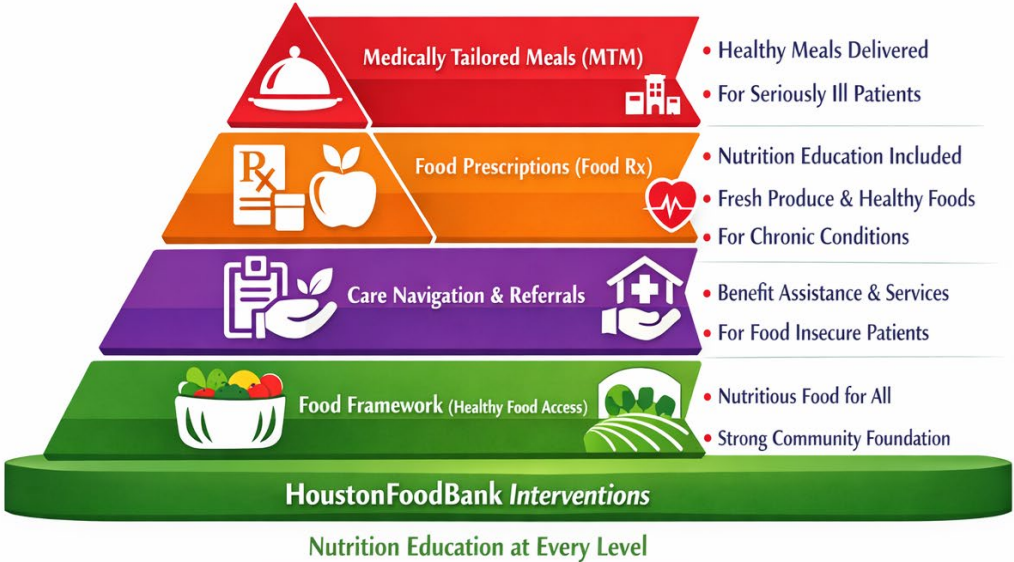 Medically Tailored Meals (MTM)
• Healthy Meals Delivered
• For Seriously Ill Patients
Rx
Food Prescriptions (Food Rx)
• Nutrition Education Included
• Fresh Produce & Healthy Foods
• For Chronic Conditions
Care Navigation & Referrals
• Benefit Assistance & Services
• For Food Insecure Patients
Food Framework (Healthy Food Access)
• Nutritious Food for All
• Strong Community Foundation
HoustonFoodBank Interventions
Nutrition Education at Every Level